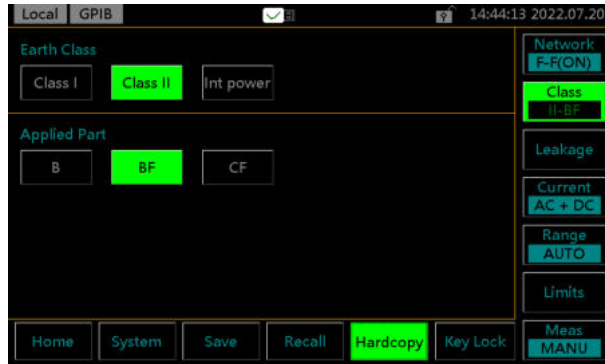 Local GPIB 14:44:13 2022.07.20
Earth Class
Class I Class II Int power
Applied Part
B BF CF
Network
F-F(ON)
Class
II-BF
Leakage
Current
AC + DC
Range
AUTO
Limits
Meas
MANU
Home System Save Recall Hardcopy Key Lock